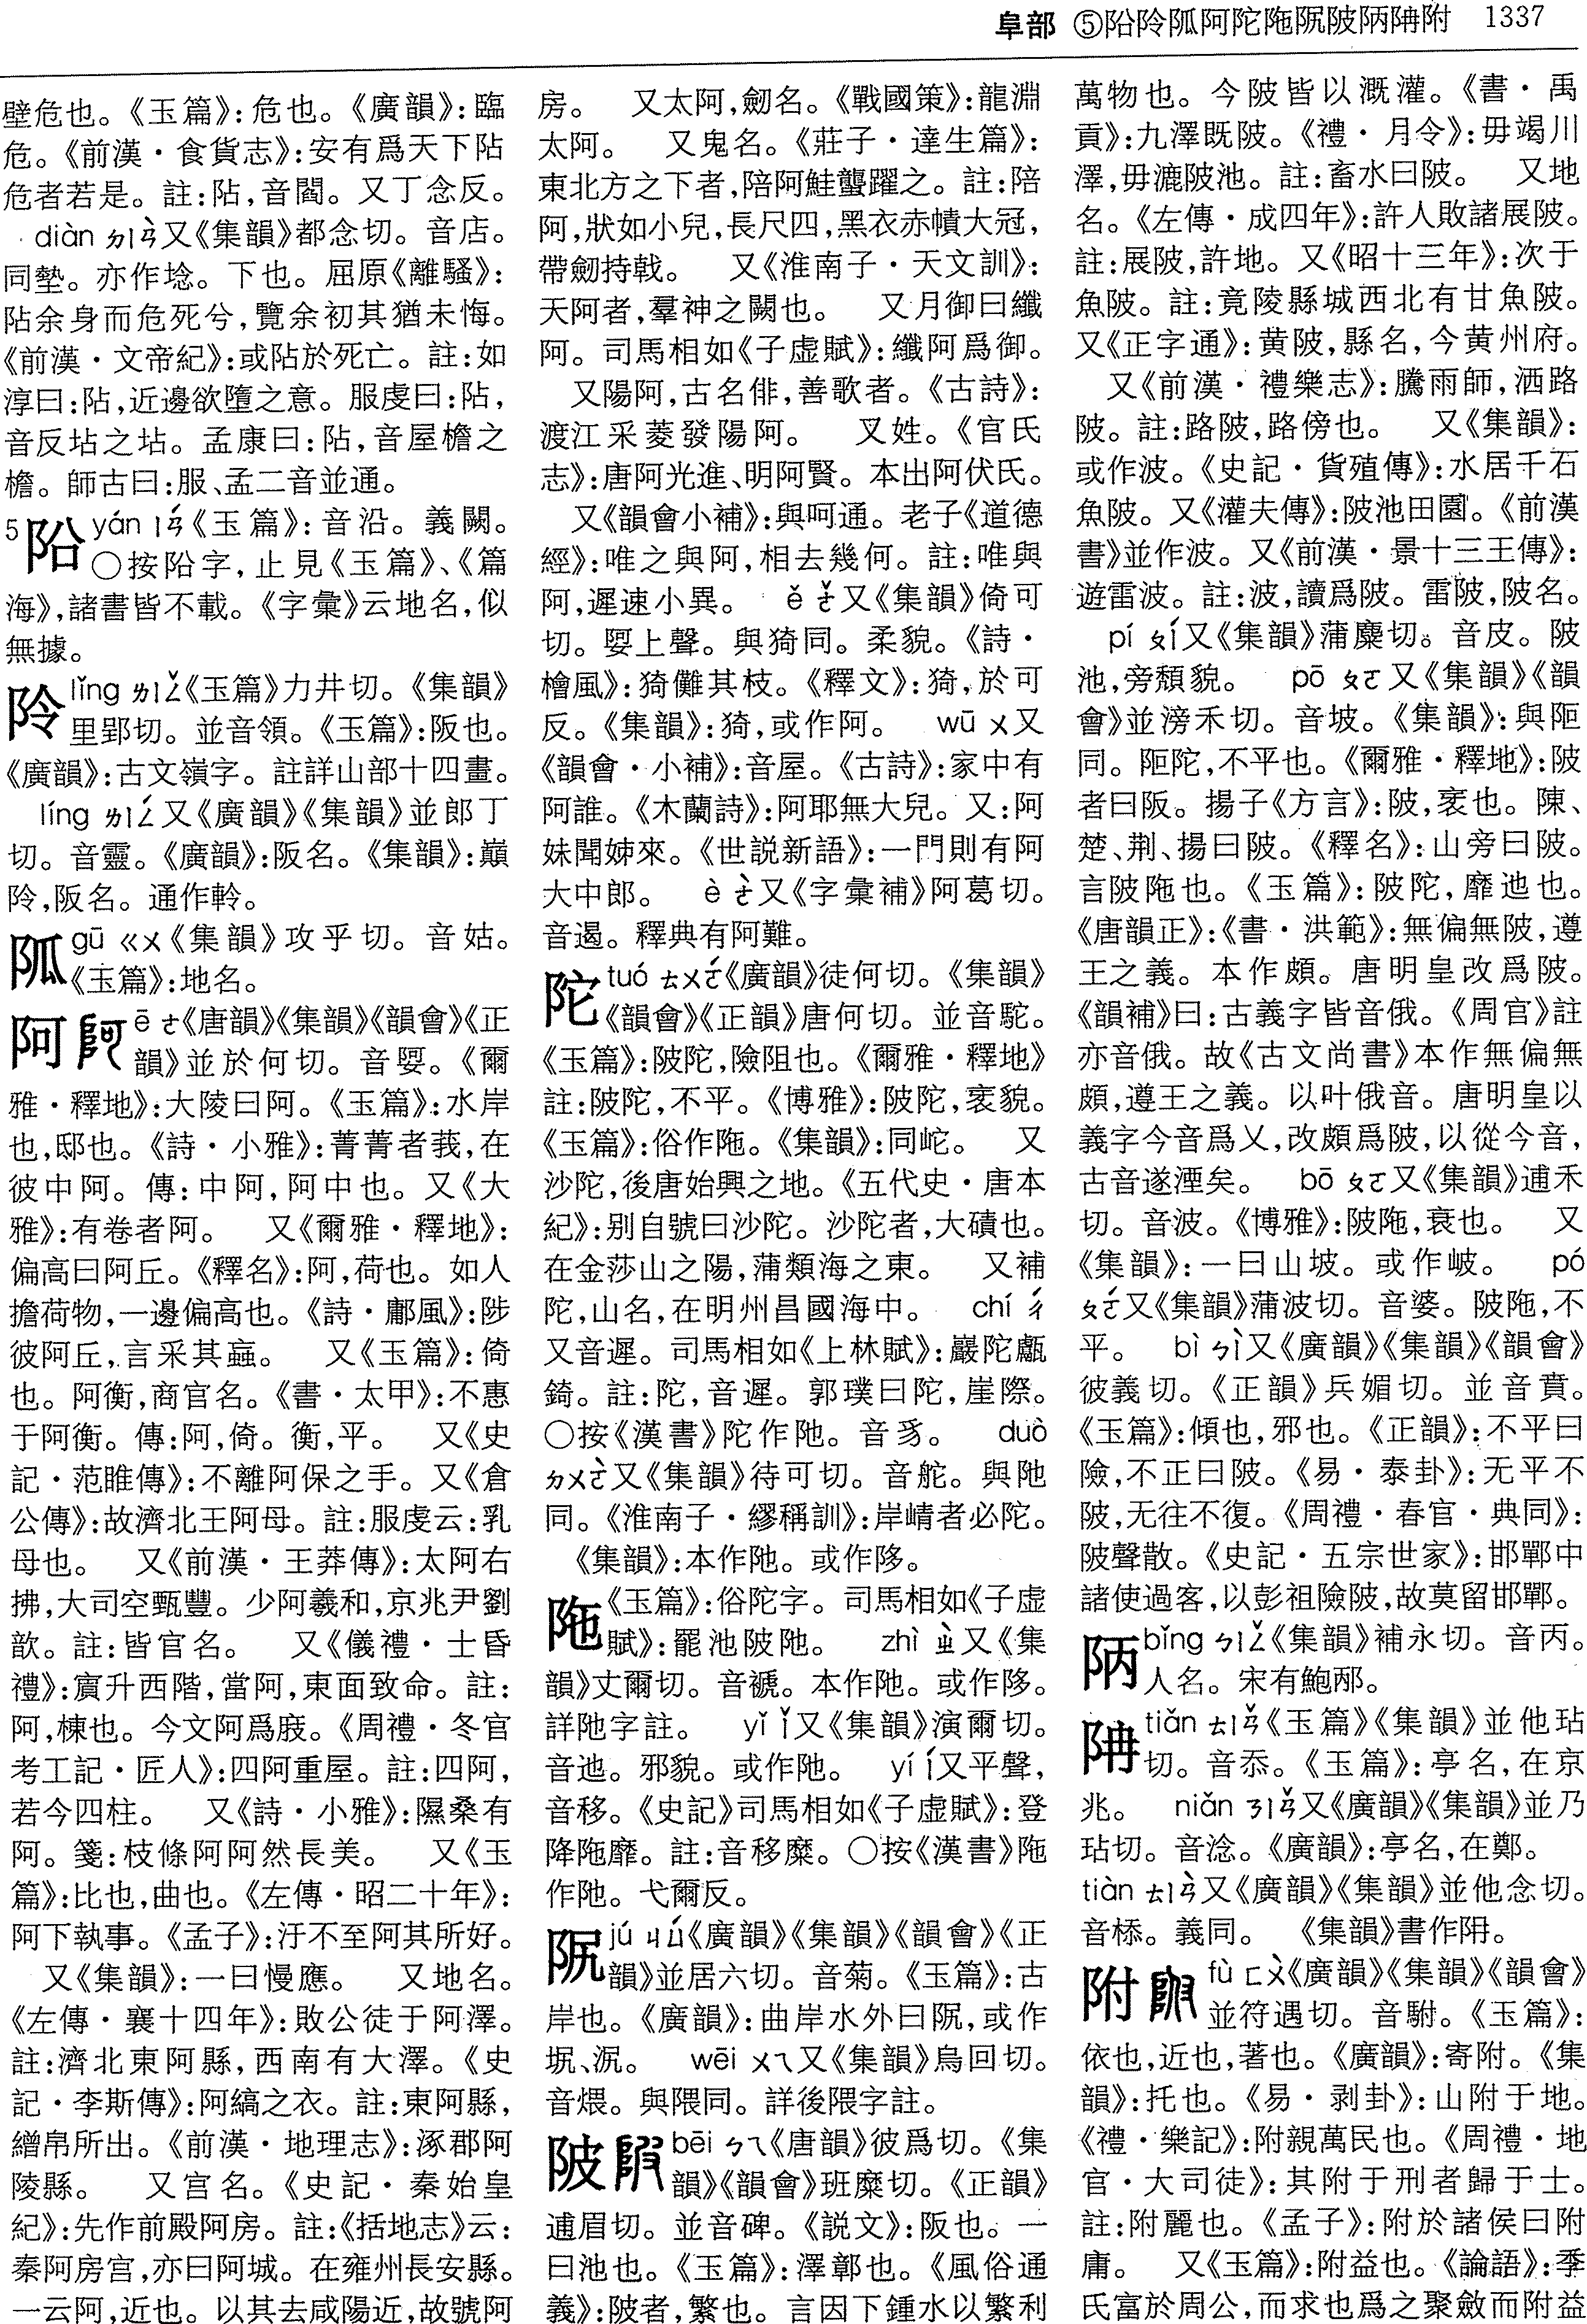 阜部 ⑤阾阿陀陁陂陃附 1337
壁危也。《玉篇》:危也。《廣韻》:臨
危。《前漢·食貨志》:安有爲天下阽
危者若是。註:阽,音閻。又丁念反。
diàn ㄉㄧㄢˋ又《集韻》都念切。音店。
同墊。亦作埝。下也。屈原《離騷》:
阽余身而危死兮,覽余初其猶未悔。
《前漢·文帝紀》:或阽於死亡。註:如
淳曰:阽,近邊欲墮之意。服虔曰:阽,
音反坫之坫。孟康曰:阽,音屋檐之
檐。師古曰:服、孟二音並通。
5 yán ㄧㄢˊ《玉篇》:音沿。義闕。
○按字,止見《玉篇》、《篇
海》,諸書皆不載。《字彙》云地名,似
無據。
阾 lǐng ㄌㄧㄥˇ《玉篇》力井切。《集韻》
里郢切。並音領。《玉篇》:阪也。
《廣韻》:古文嶺字。註詳山部十四畫。
líng ㄌㄧㄥˊ又《廣韻》《集韻》並郎丁
切。音靈。《廣韻》:阪名。《集韻》:巔
阾,阪名。通作軨。
gū ㄍㄨ《集韻》攻乎切。音姑。
《玉篇》:地名。
阿 ē ㄜ《唐韻》《集韻》《韻會》《正
韻》並於何切。音娿。《爾
雅·釋地》:大陵曰阿。《玉篇》:水岸
也,邸也。《詩·小雅》:菁菁者莪,在
彼中阿。傳:中阿,阿中也。又《大
雅》:有卷者阿。 又《爾雅·釋地》:
偏高曰阿丘。《釋名》:阿,荷也。如人
擔荷物,一邊偏高也。《詩·鄘風》:陟
彼阿丘,言采其蝱。 又《玉篇》:倚
也。阿衡,商官名。《書·太甲》:不惠
于阿衡。傳:阿,倚。衡,平。 又《史
記·范睢傳》:不離阿保之手。又《倉
公傳》:故濟北王阿母。註:服虔云:乳
母也。 又《前漢·王莽傳》:太阿右
拂,大司空甄豐。少阿羲和,京兆尹劉
歆。註:皆官名。 又《儀禮·士昏
禮》:賔升西階,當阿,東面致命。註:
阿,棟也。今文阿爲庪。《周禮·冬官
考工記·匠人》:四阿重屋。註:四阿,
若今四柱。 又《詩·小雅》:隰桑有
阿。箋:枝條阿阿然長美。 又《玉
篇》:比也,曲也。《左傳·昭二十年》:
阿下執事。《孟子》:汙不至阿其所好。
又《集韻》:一曰慢應。 又地名。
《左傳·襄十四年》:敗公徒于阿澤。
註:濟北東阿縣,西南有大澤。《史
記·李斯傳》:阿縞之衣。註:東阿縣,
繒帛所出。《前漢·地理志》:涿郡阿
陵縣。 又宫名。《史記·秦始皇
紀》:先作前殿阿房。註:《括地志》云:
秦阿房宫,亦曰阿城。在雍州長安縣。
一云阿,近也。以其去咸陽近,故號阿
房。 又太阿,劒名。《戰國策》:龍淵
太阿。 又鬼名。《莊子·達生篇》:
東北方之下者,陪阿鮭蠪躍之。註:陪
阿,狀如小兒,長尺四,黑衣赤幘大冠,
帶劒持戟。 又《淮南子·天文訓》:
天阿者,羣神之闕也。 又月御曰纖
阿。司馬相如《子虚賦》:纖阿爲御。
又陽阿,古名俳,善歌者。《古詩》:
渡江采菱發陽阿。 又姓。《官氏
志》:唐阿光進、明阿賢。本出阿伏氏。
又《韻會小補》:與呵通。老子《道德
經》:唯之與阿,相去幾何。註:唯與
阿,遲速小異。 ě ㄜˇ又《集韻》倚可
切。娿上聲。與猗同。柔貌。《詩·
檜風》:猗儺其枝。《釋文》:猗,於可
反。《集韻》:猗,或作阿。 wū ㄨ又
《韻會·小補》:音屋。《古詩》:家中有
阿誰。《木蘭詩》:阿耶無大兒。又:阿
妹聞姊來。《世説新語》:一門則有阿
大中郎。 è ㄜˋ又《字彙補》阿葛切。
音遏。釋典有阿難。
陀 tuó ㄊㄨㄛˊ《廣韻》徒何切。《集韻》
《韻會》《正韻》唐何切。並音駝。
《玉篇》:陂陀,險阻也。《爾雅·釋地》
註:陂陀,不平。《博雅》:陂陀,衺貌。
《玉篇》:俗作陁。《集韻》:同岮。 又
沙陀,後唐始興之地。《五代史·唐本
紀》:别自號曰沙陀。沙陀者,大磧也。
在金莎山之陽,蒲類海之東。 又補
陀,山名,在明州昌國海中。 chí ㄔˊ
又音遲。司馬相如《上林賦》:巖陀甗
錡。註:陀,音遲。郭璞曰陀,崖際。
○按《漢書》陀作阤。音豸。 duò
ㄉㄨㄛˋ又《集韻》待可切。音舵。與阤
同。《淮南子·繆稱訓》:岸崝者必陀。
《集韻》:本作阤。或作陊。
陁 《玉篇》:俗陀字。司馬相如《子虚
賦》:罷池陂阤。 zhì ㄓˋ又《集
韻》丈爾切。音褫。本作阤。或作陊。
詳阤字註。 yǐ ㄧˇ又《集韻》演爾切。
音迆。邪貌。或作阤。 yí ㄧˊ又平聲,
音移。《史記》司馬相如《子虚賦》:登
降陁靡。註:音移糜。○按《漢書》陁
作阤。弋爾反。
jú ㄐㄩˊ《廣韻》《集韻》《韻會》《正
韻》並居六切。音菊。《玉篇》:古
岸也。《廣韻》:曲岸水外曰,或作
坭、泥。 wēi ㄨㄟ又《集韻》烏回切。
音煨。與隈同。詳後隈字註。
陂 bēi ㄅㄟ《唐韻》彼爲切。《集
韻》《韻會》班糜切。《正韻》
逋眉切。並音碑。《説文》:阪也。一
曰池也。《玉篇》:澤鄣也。《風俗通
義》:陂者,繁也。言因下鍾水以繁利
萬物也。今陂皆以溉灌。《書·禹
貢》:九澤既陂。《禮·月令》:毋竭川
澤,毋漉陂池。註:畜水曰陂。 又地
名。《左傳·成四年》:許人敗諸展陂。
註:展陂,許地。又《昭十三年》:次于
魚陂。註:竟陵縣城西北有甘魚陂。
又《正字通》:黄陂,縣名,今黄州府。
又《前漢·禮樂志》:騰雨師,洒路
陂。註:路陂,路傍也。 又《集韻》:
或作波。《史記·貨殖傳》:水居千石
魚陂。又《灌夫傳》:陂池田園。《前漢
書》並作波。又《前漢·景十三王傳》:
遊雷波。註:波,讀爲陂。雷陂,陂名。
pí ㄆㄧˊ又《集韻》蒲麋切。音皮。陂
池,旁頹貌。 pō ㄆㄛ又《集韻》《韻
會》並滂禾切。音坡。《集韻》:與岥
同。陂陀,不平也。《爾雅·釋地》:陂
者曰阪。揚子《方言》:陂,衺也。陳、
楚、荆、揚曰陂。《釋名》:山旁曰陂。
言陂陁也。《玉篇》:陂陀,靡迆也。
《唐韻正》:《書·洪範》:無偏無陂,遵
王之義。本作頗。唐明皇改爲陂。
《韻補》曰:古義字皆音俄。《周官》註
亦音俄。故《古文尚書》本作無偏無
頗,遵王之義。以叶俄音。唐明皇以
義字今音爲乂,改頗爲陂,以從今音,
古音遂湮矣。 bō ㄅㄛ又《集韻》逋禾
切。音波。《博雅》:陂陁,衺也。 又
《集韻》:一曰山坡。或作岥。 pó
ㄆㄛˊ又《集韻》蒲波切。音婆。陂陁,不
平。 bì ㄅㄧˋ又《廣韻》《集韻》《韻會》
彼義切。《正韻》兵媚切。並音賁。
《玉篇》:傾也,邪也。《正韻》:不平曰
險,不正曰陂。《易·泰卦》:无平不
陂,无往不復。《周禮·春官·典同》:
陂聲散。《史記·五宗世家》:邯鄲中
諸使過客,以彭祖險陂,故莫留邯鄲。
陃 bǐng ㄅㄧㄥˇ《集韻》補永切。音丙。
人名。宋有鮑邴。
tiǎn ㄊㄧㄢˇ《玉篇》《集韻》並他玷
切。音忝。《玉篇》:亭名,在京
兆。 niǎn ㄋㄧㄢˇ又《廣韻》《集韻》並乃
玷切。音淰。《廣韻》:亭名,在鄭。
tiàn ㄊㄧㄢˋ又《廣韻》《集韻》並他念切。
音㮇。義同。 《集韻》書作。
附 fù ㄈㄨˋ《廣韻》《集韻》《韻會》
並符遇切。音駙。《玉篇》:
依也,近也,著也。《廣韻》:寄附。《集
韻》:托也。《易·剥卦》:山附于地。
《禮·樂記》:附親萬民也。《周禮·地
官·大司徒》:其附于刑者歸于士。
註:附麗也。《孟子》:附於諸侯曰附
庸。 又《玉篇》:附益也。《論語》:季
氏富於周公,而求也爲之聚斂而附益